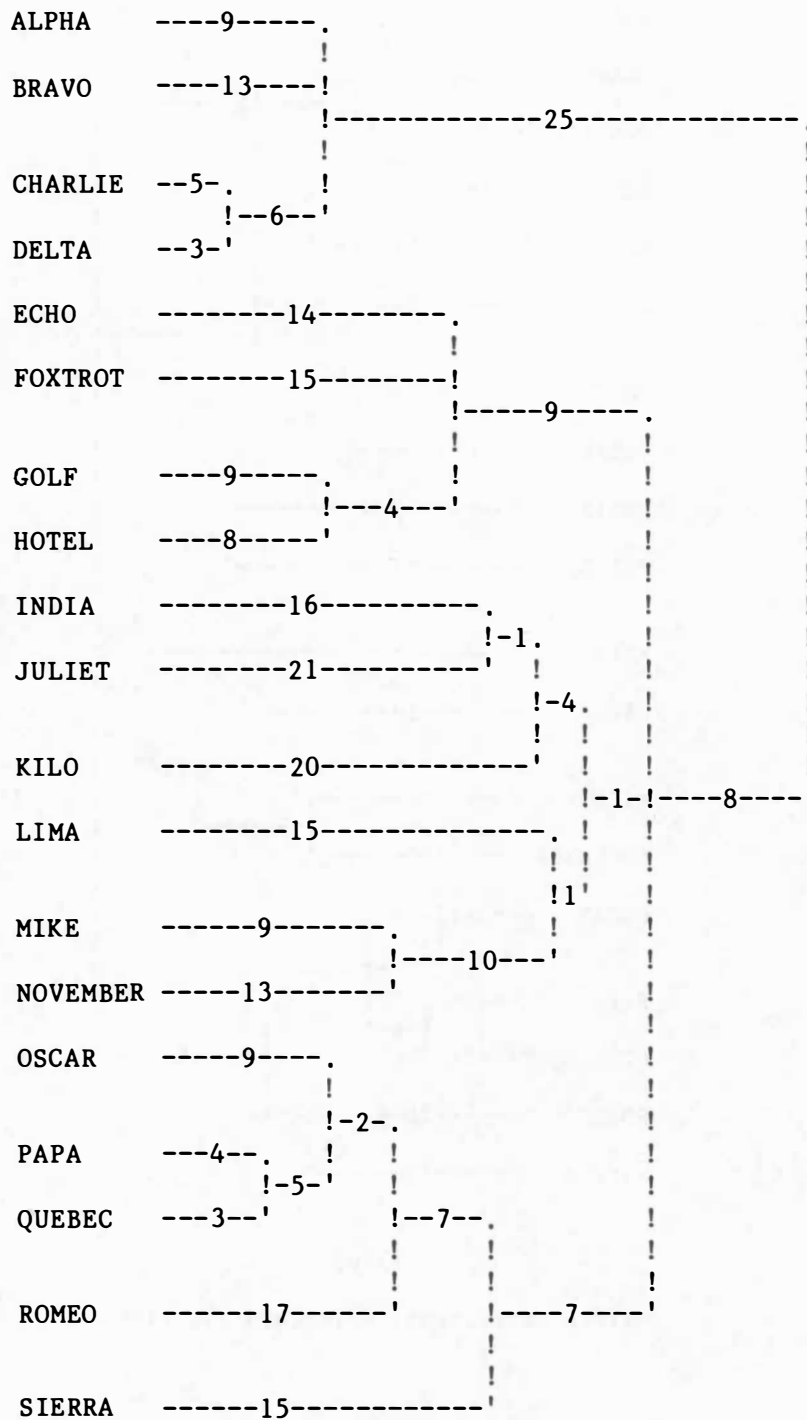 ALPHA ----9-----.
!
BRAVO ----13----!
!-------------25--------------.
!
CHARLIE --5-. !
!--6--'
DELTA --3-'
ECHO --------14--------.
!
FOXTROT --------15--------!
!-----9-----.
!
GOLF ----9-----. !
!---4---'
HOTEL ----8-----'
INDIA --------16----------.
!-1.
JULIET --------21----------'
!-4.
KILO --------20-------------'
!-1-!----8----
LIMA --------15--------------.
!1'
MIKE ------9-------.
!----10---'
NOVEMBER -----13-------'
OSCAR -----9----.
!
!-2-.
PAPA ---4--. !
!-5-'
QUEBEC ---3--' !--7--.
!
ROMEO ------17------' ----7----'
!
SIERRA ------15------------'